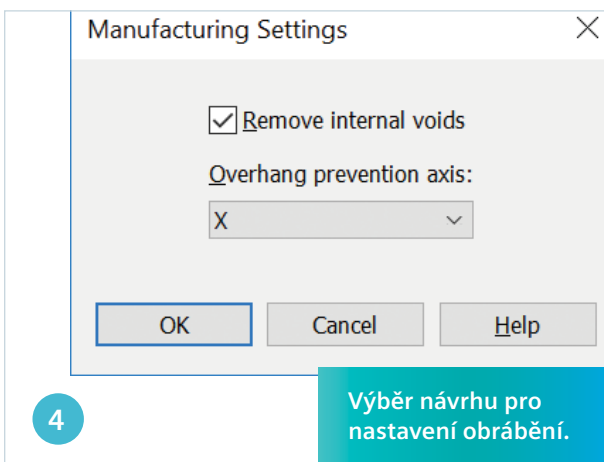 Manufacturing Settings
Remove internal voids
Overhang prevention axis:
X
OK Cancel Help
4
Výběr návrhu pro
nastavení obrábění.